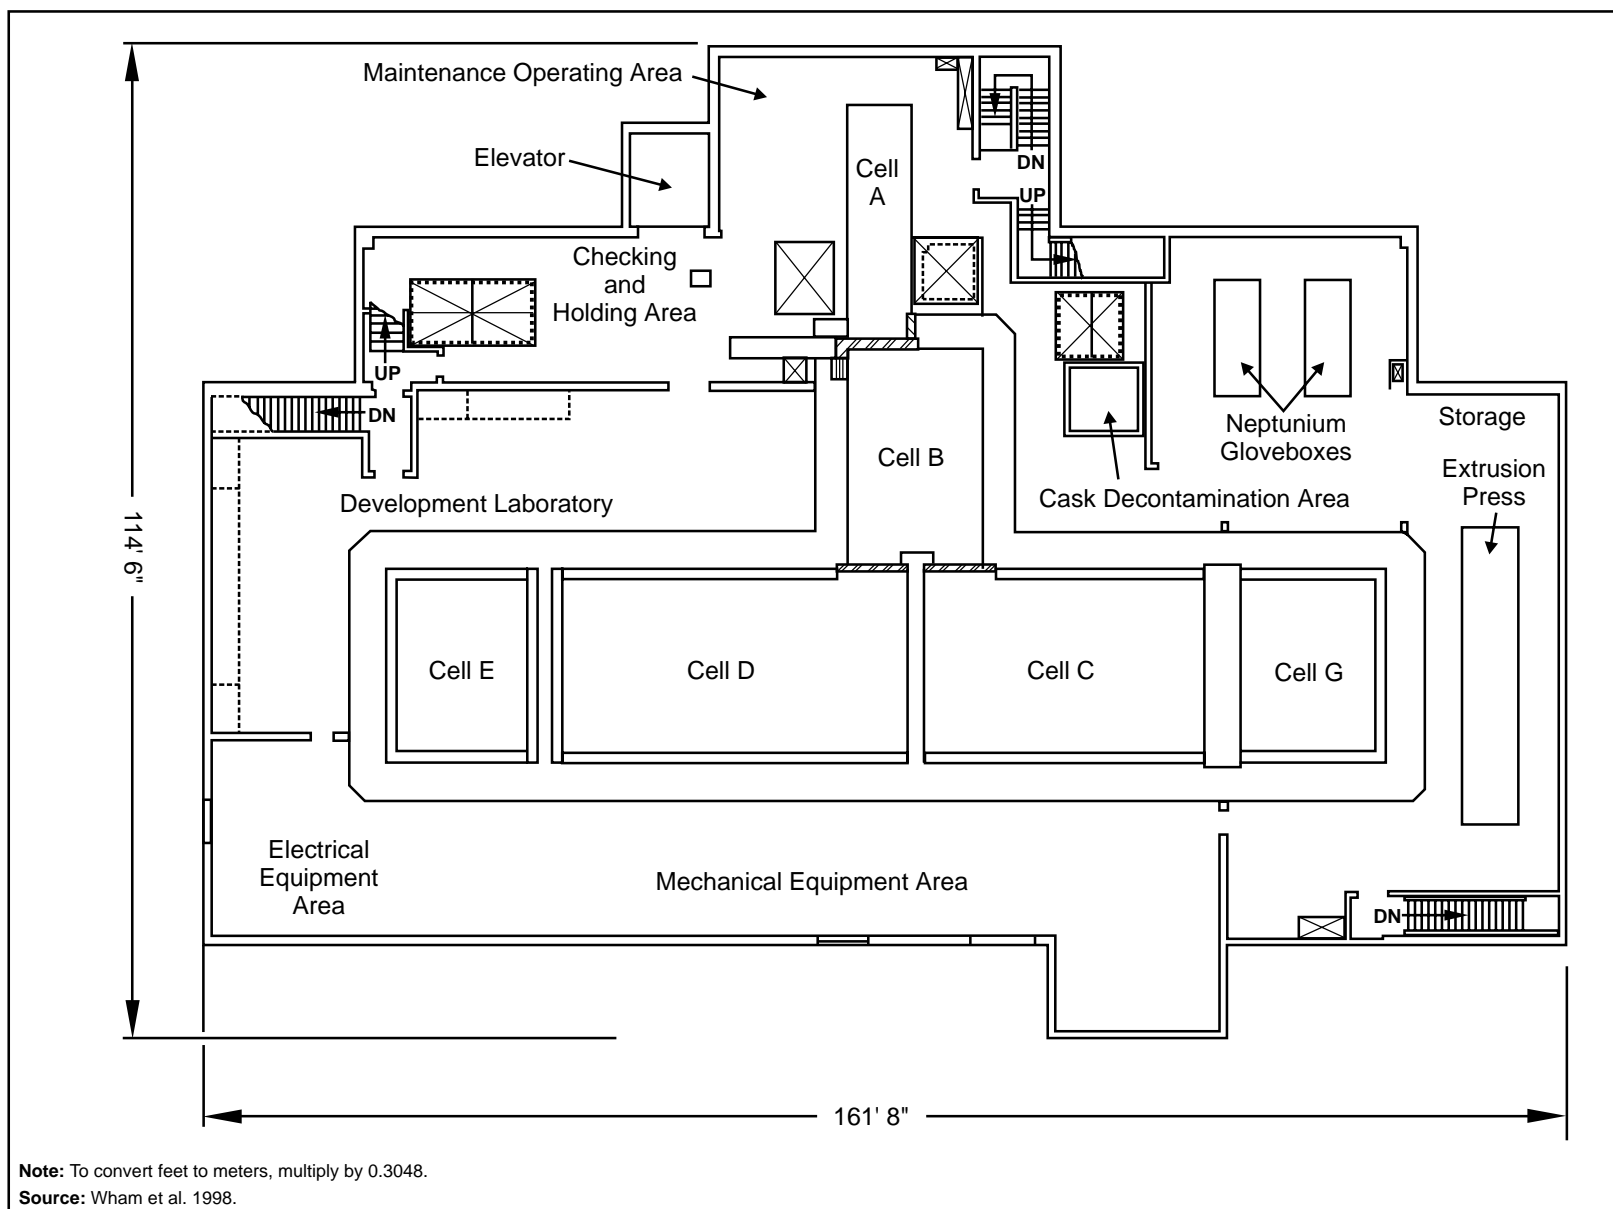 Maintenance Operating Area
Elevator
Cell
A
DN
UP
Checking
and
Holding Area
UP
DN
Cell B
Neptunium
Gloveboxes
Storage
Extrusion
Press
Development Laboratory
Cask Decontamination Area
114' 6"
Cell E
Cell D
Cell C
Cell G
Electrical
Equipment
Area
Mechanical Equipment Area
DN
161' 8"
Note: To convert feet to meters, multiply by 0.3048.
Source: Wham et al. 1998.